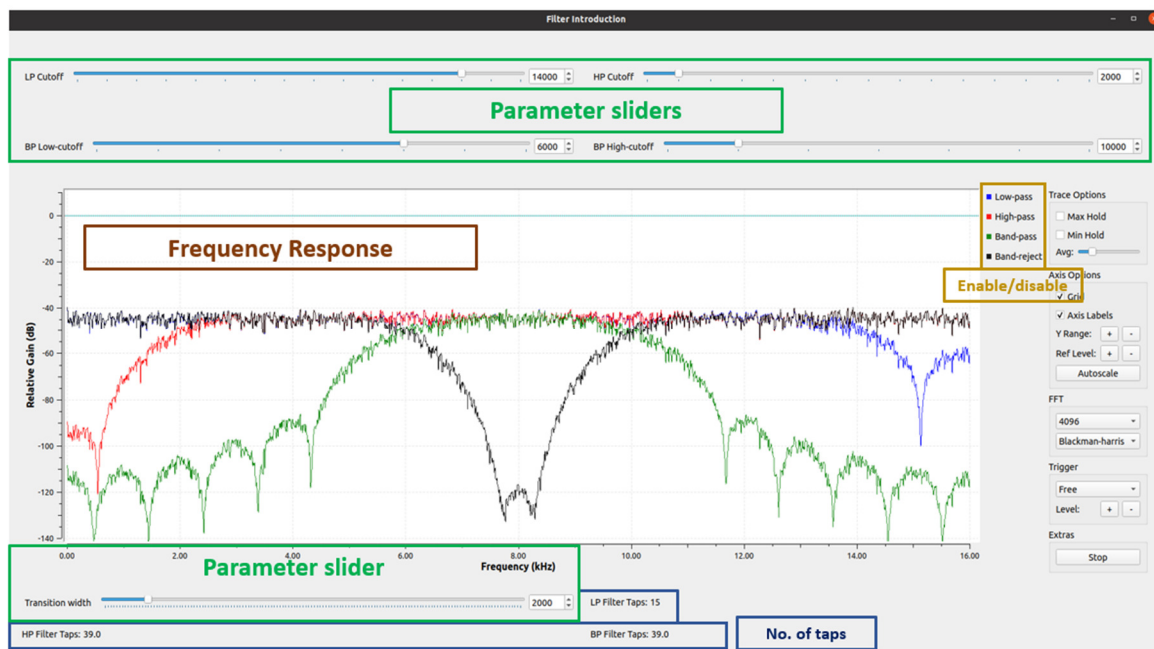 Filter Introduction
LP Cutoff 14000 HP Cutoff 2000
Parameter sliders
BP Low-cutoff 6000 BP High-cutoff 10000
Frequency Response
Relative Gain (dB)
0
-20
-40
-60
-80
-100
-120
-140
0.00 2.00 4.00 6.00 8.00 10.00 12.00 14.00 16.00
Frequency (kHz)
Low-pass
High-pass
Band-pass
Band-reject
Enable/disable
Trace Options
Max Hold
Min Hold
Avg:
Axis Options
Grid
Axis Labels
Y Range: + -
Ref Level: + -
Autoscale
FFT
4096
Blackman-harris
Trigger
Free
Level: + -
Extras
Stop
Parameter slider
Transition width 2000
LP Filter Taps: 15
HP Filter Taps: 39.0 BP Filter Taps: 39.0
No. of taps